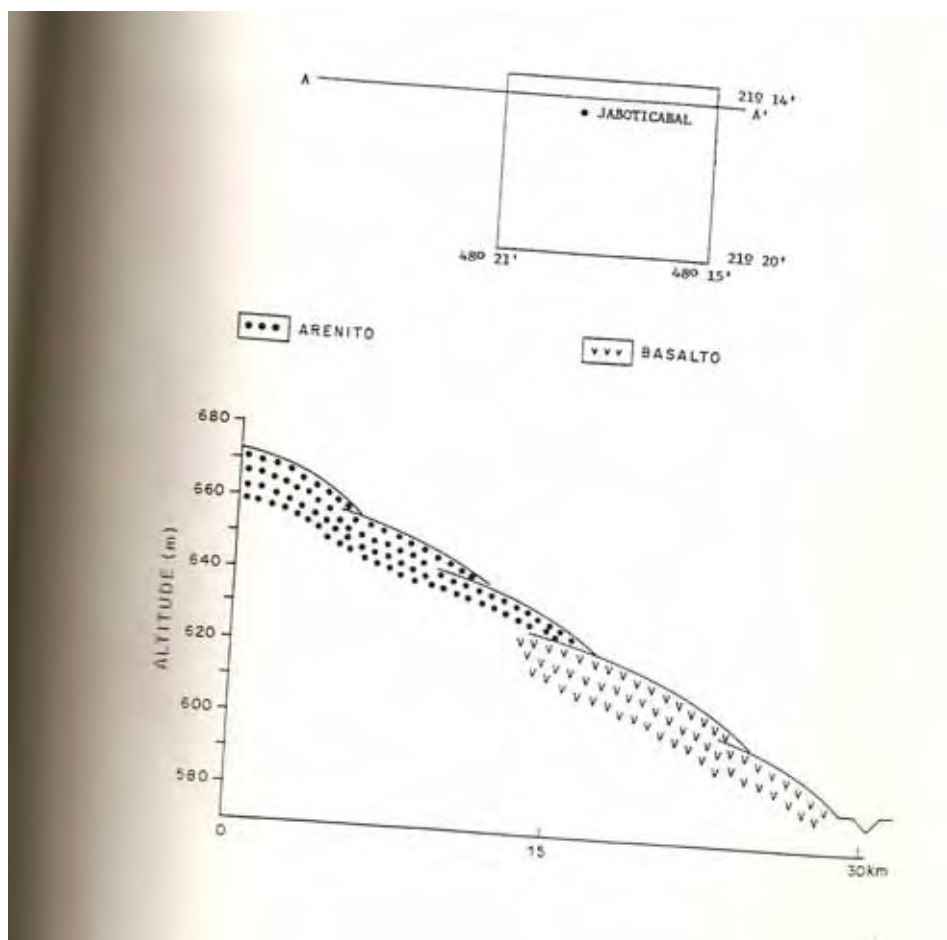 A
21º 14'
A'
JABOTICABAL
48º 21'
48º 15'
21º 20'
ARENITO
BASALTO
680
660
640
620
600
580
ALTITUDE (m)
0
15
30km